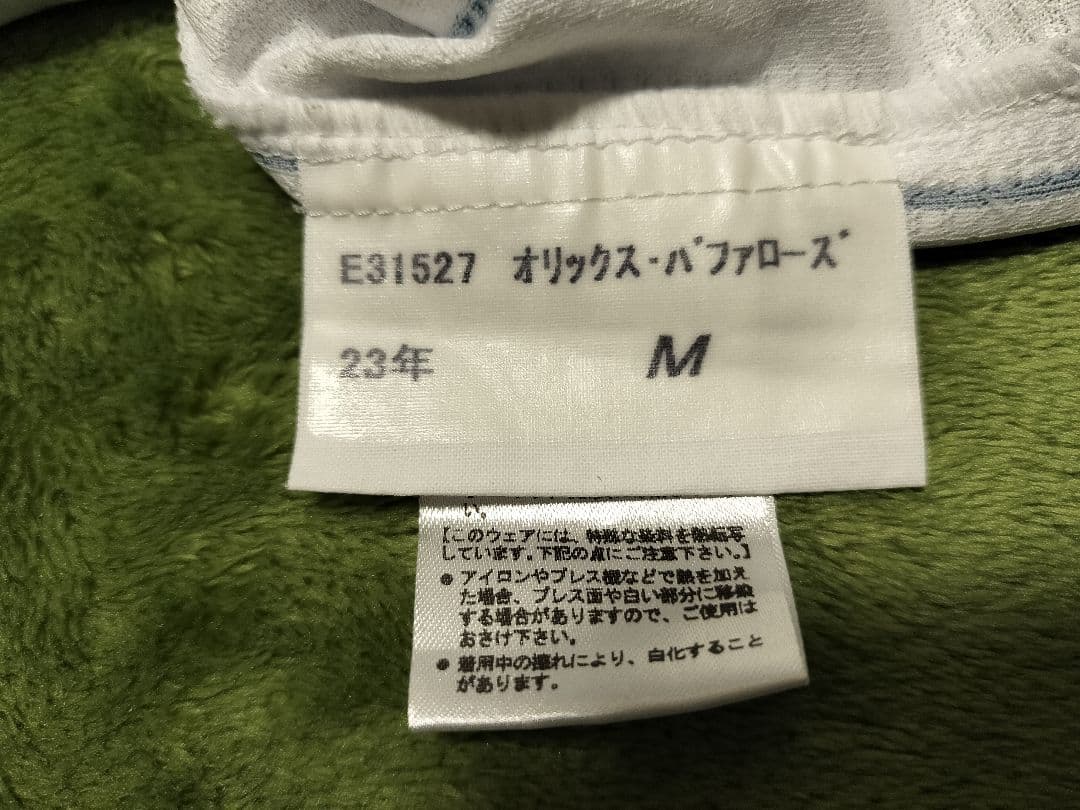 E31527 オリックス・バファローズ
23年 M
い。
【このウェアには、特殊な染料を熱転写
しています。下記の点にご注意下さい。】
●アイロンやプレス機などで熱を加え
た場合、プレス面や白い部分に移染
する場合がありますので、ご使用は
おさけ下さい。
●着用中の擦れにより、白化すること
があります。